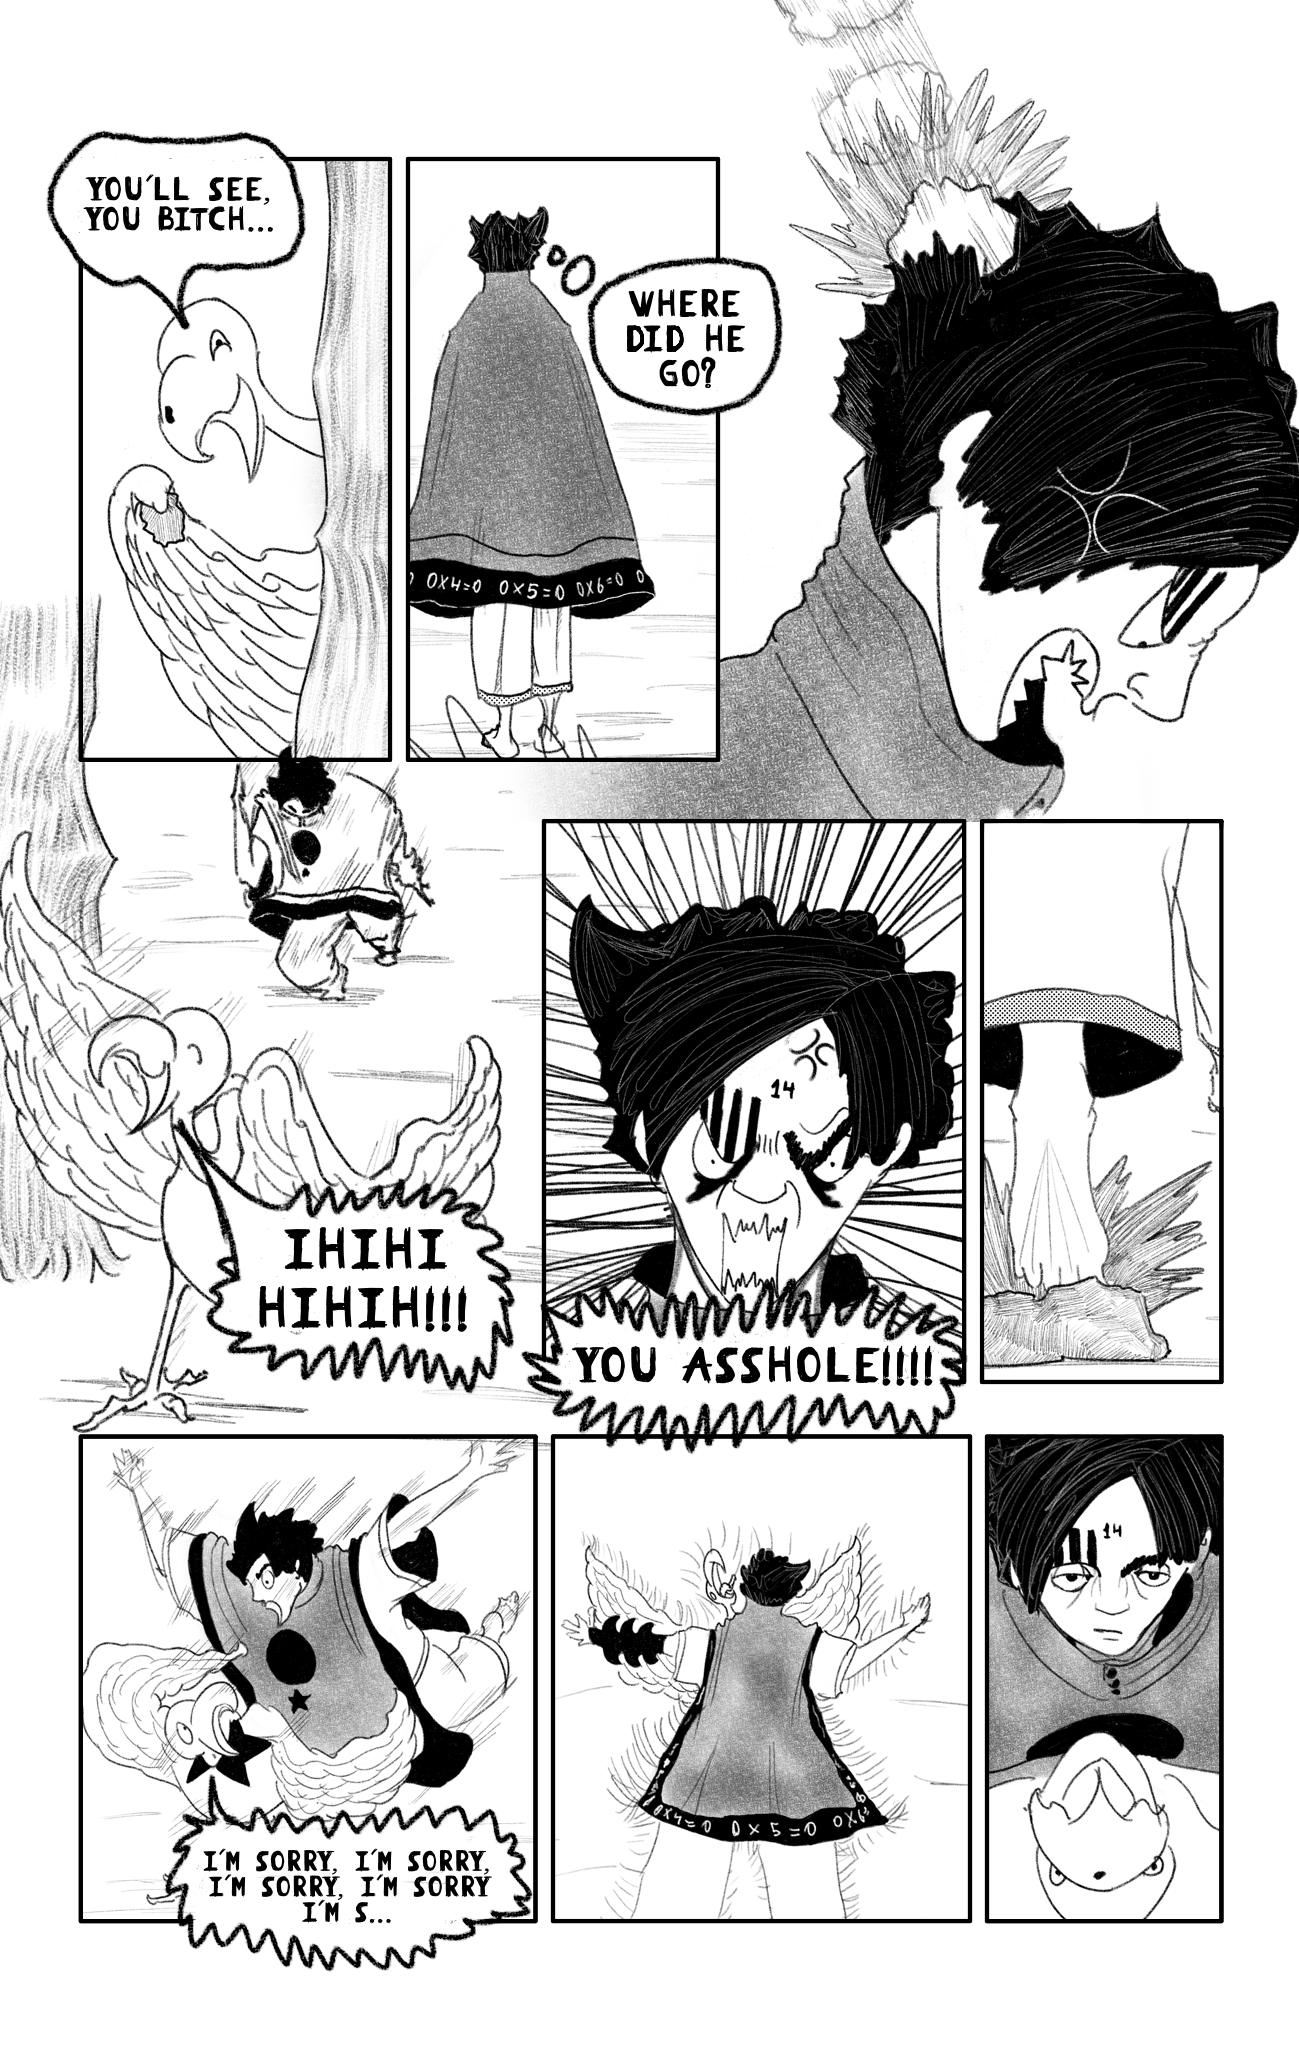 YOU'LL SEE,
YOU BITCH...
WHERE
DID HE
GO?
0X4=0 0X5=0 0X6=0 0
IHIHI
HIHIH!!!
14
YOU ASSHOLE!!!!
I'M SORRY, I'M SORRY,
I'M SORRY, I'M SORRY
I'M S...
0X4=0 0X5=0 0X6=
14